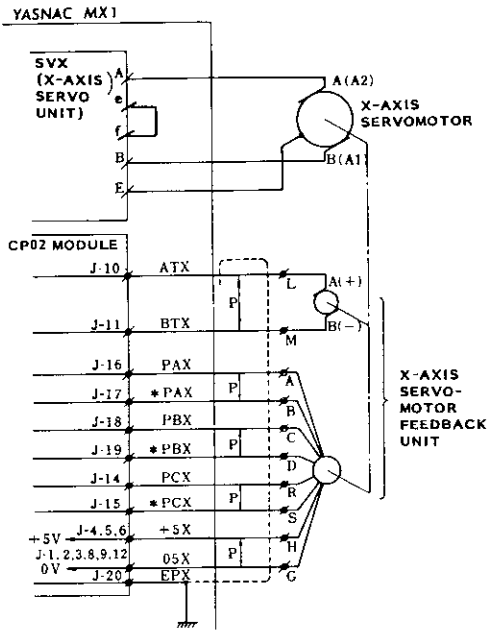 YASNAC MX1
SVX
(X-AXIS
SERVO
UNIT)
A
e
f
B
E
A(A2)
X-AXIS
SERVOMOTOR
B(A1)
CP02 MODULE
J-10 ATX L A(+)
P
J-11 BTX M B(-)
J-16 PAX A
P
J-17 *PAX B
J-18 PBX C
P
J-19 *PBX D
J-14 PCX R
P
J-15 *PCX S
+5V J-4.5,6 +5X H
P
J-1,2,3.8,9,12
0V 05X G
J-20 EPX
X-AXIS
SERVO-
MOTOR
FEEDBACK
UNIT